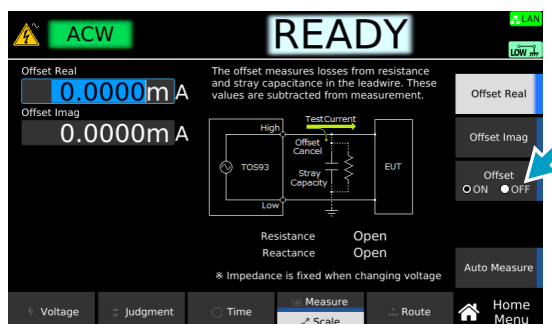 ACW
READY
LAN
LOW
Offset Real
0.0000m A
Offset Imag
0.0000m A
The offset measures losses from resistance
and stray capacitance in the leadwire. These
values are subtracted from measurement.
TestCurrent
High
Offset
Cancel
TOS93
Stray
Capacity
EUT
Low
Resistance Open
Reactance Open
※ Impedance is fixed when changing voltage
Offset Real
Offset Imag
Offset
ON OFF
Auto Measure
Voltage
Judgment
Time
Measure
Scale
Route
Home
Menu